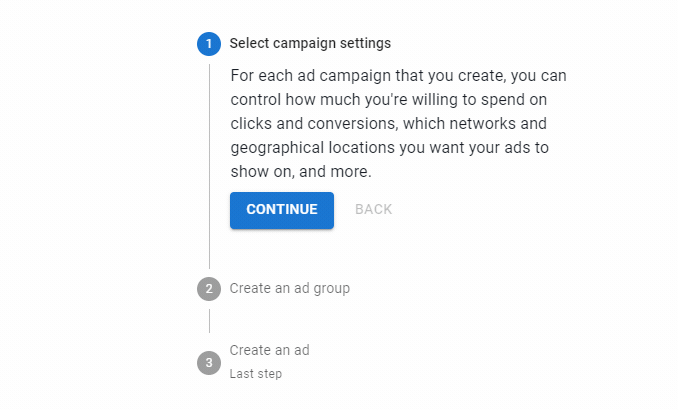 1 Select campaign settings
For each ad campaign that you create, you can
control how much you're willing to spend on
clicks and conversions, which networks and
geographical locations you want your ads to
show on, and more.
CONTINUE BACK
2 Create an ad group
3 Create an ad
Last step